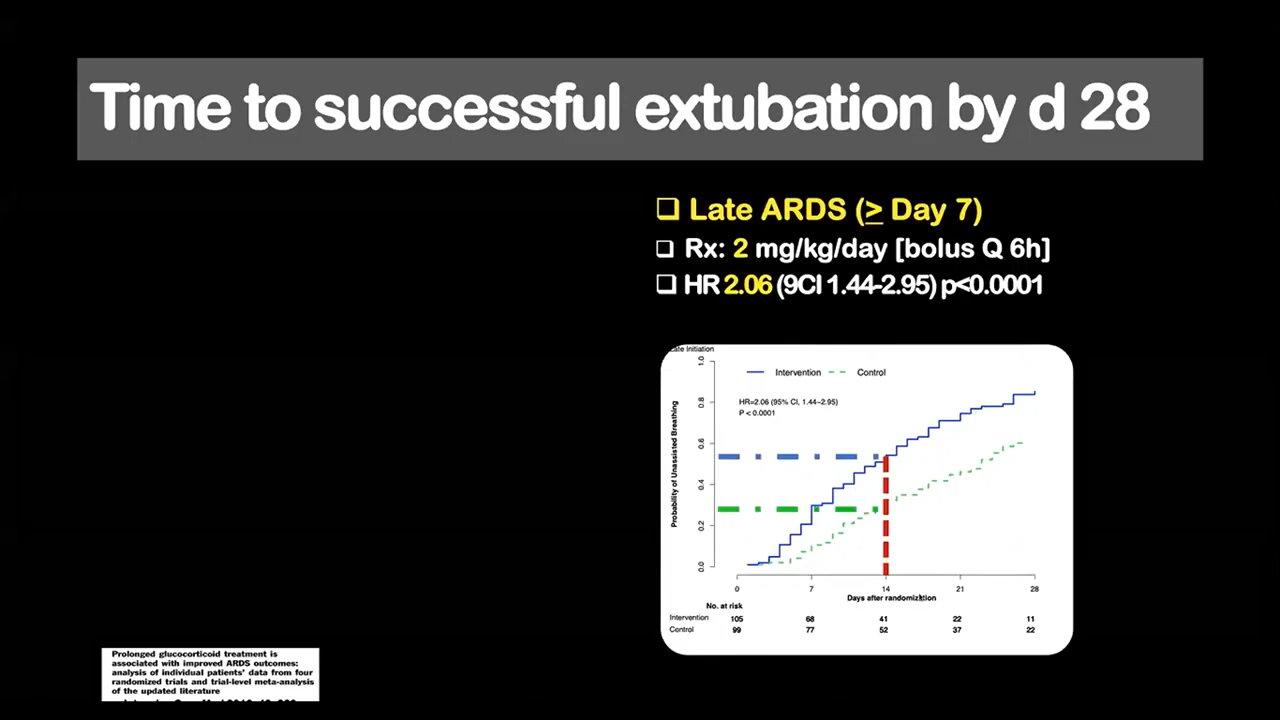 Time to successful extubation by d 28
❑ Late ARDS (≥ Day 7)
❑ Rx: 2 mg/kg/day [bolus Q 6h]
❑ HR 2.06 (9CI 1.44-2.95) p<0.0001
Late Initiation
Intervention Control
HR=2.06 (95% CI, 1.44−2.95)
P < 0.0001
Probability of Unassisted Breathing
1.0
0.8
0.6
0.4
0.2
0.0
0 7 14 21 28
Days after randomization
No. at risk
Intervention 105 68 41 22 11
Control 99 77 52 37 22
Prolonged glucocorticoid treatment is
associated with improved ARDS outcomes:
analysis of individual patients' data from four
randomized trials and trial-level meta-analysis
of the updated literature